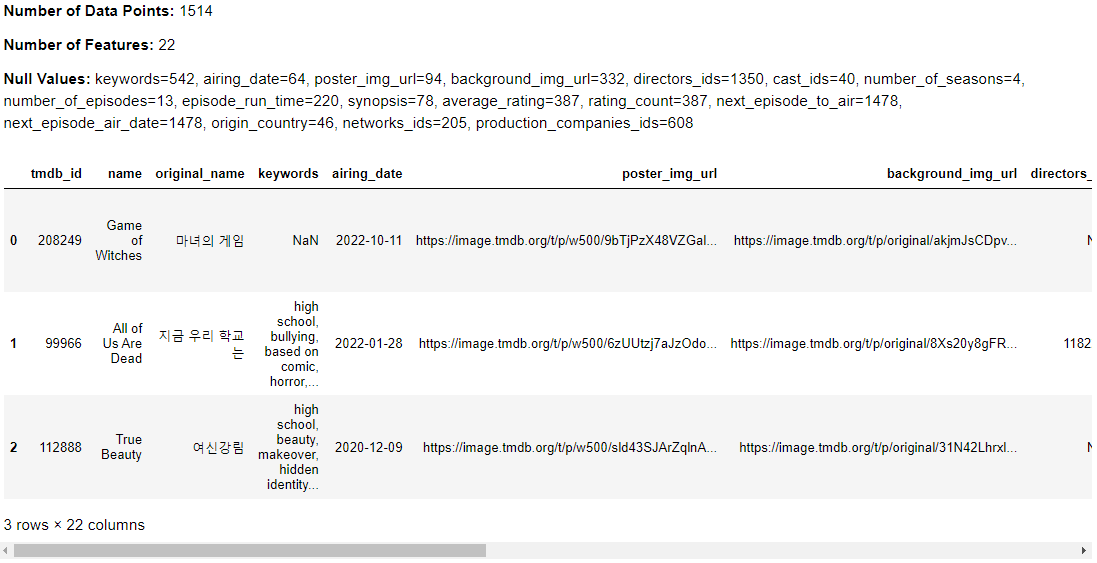 Number of Data Points: 1514
Number of Features: 22
Null Values: keywords=542, airing_date=64, poster_img_url=94, background_img_url=332, directors_ids=1350, cast_ids=40, number_of_seasons=4,
number_of_episodes=13, episode_run_time=220, synopsis=78, average_rating=387, rating_count=387, next_episode_to_air=1478,
next_episode_air_date=1478, origin_country=46, networks_ids=205, production_companies_ids=608
tmdb_id name original_name keywords airing_date poster_img_url background_img_url directors_
Game
0 208249 of 마녀의 게임 NaN 2022-10-11 https://image.tmdb.org/t/p/w500/9bTjPzX48VZGal... https://image.tmdb.org/t/p/original/akjmJsCDpv... N
Witches
high
school,
All of 지금 우리 학교 bullying,
1 99966 Us Are 는 based on 2022-01-28 https://image.tmdb.org/t/p/w500/6zUUtzj7aJzOdo... https://image.tmdb.org/t/p/original/8Xs20y8gFR... 1182
Dead comic,
horror,...
high
school,
beauty,
2 112888 True Beauty 여신강림 makeover, 2020-12-09 https://image.tmdb.org/t/p/w500/sld43SJArZqlnA... https://image.tmdb.org/t/p/original/31N42Lhrxl... N
hidden
identity...
3 rows × 22 columns